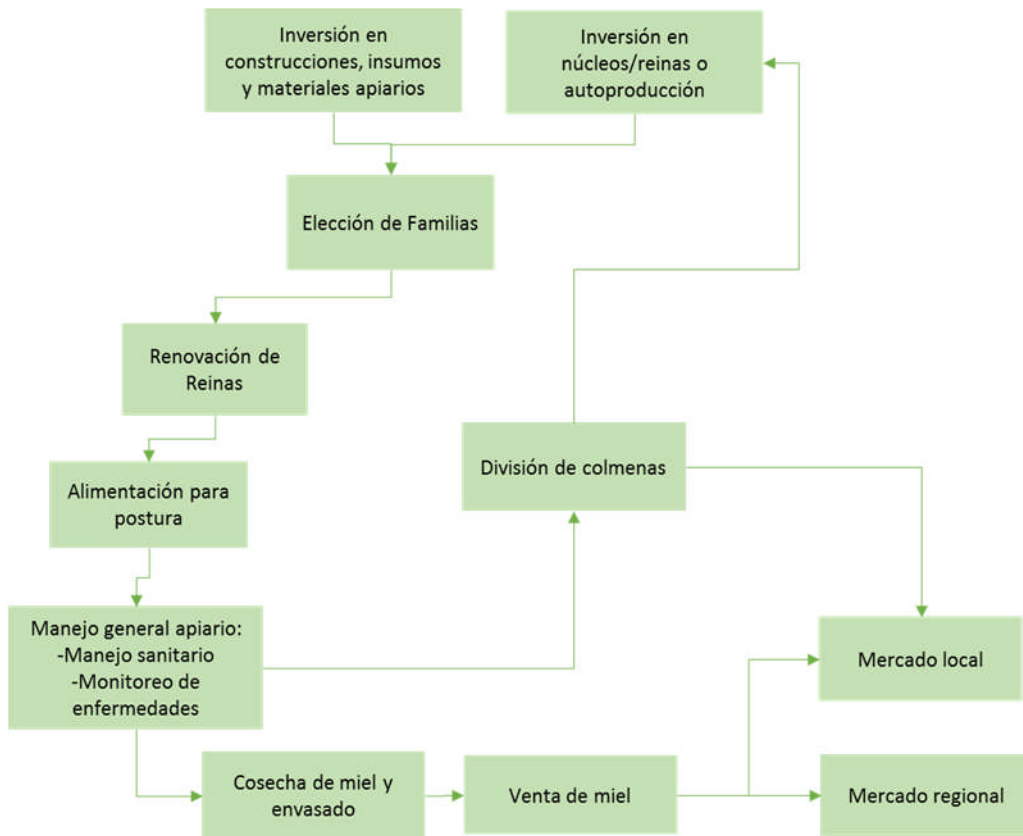 Inversión en
construcciones, insumos
y materiales apiarios
Inversión en
núcleos/reinas o
autoproducción
Elección de Familias
Renovación de
Reinas
División de colmenas
Alimentación para
postura
Manejo general apiario:
-Manejo sanitario
-Monitoreo de
enfermedades
Mercado local
Cosecha de miel y
envasado
Venta de miel
Mercado regional